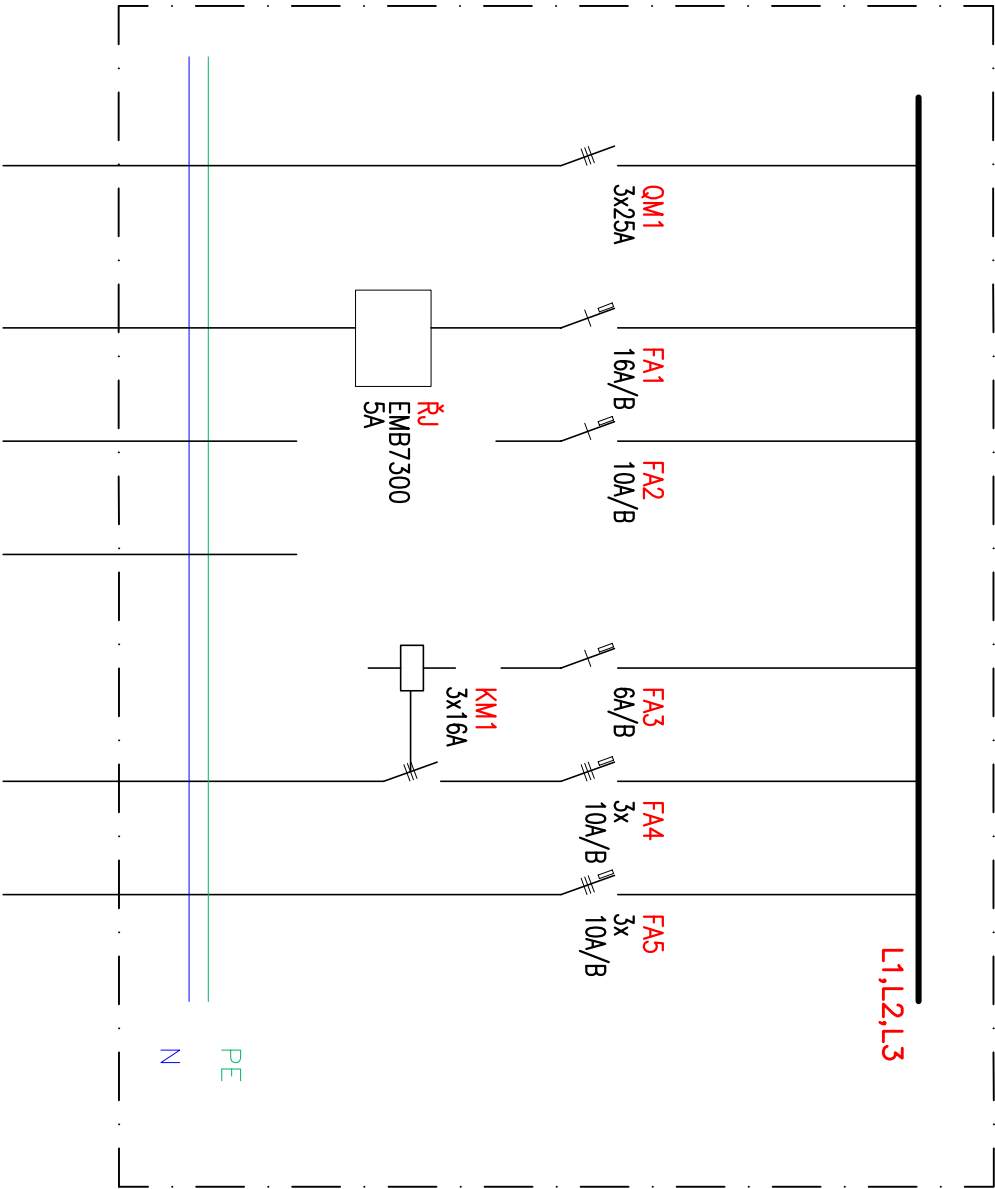 L1,L2,L3
QM1
3x25A
FA1
16A/B
FA2
10A/B
FA3
6A/B
FA4
3x
10A/B
FA5
3x
10A/B
ŘJ
EMB7300
5A
KM1
3x16A
PE
N